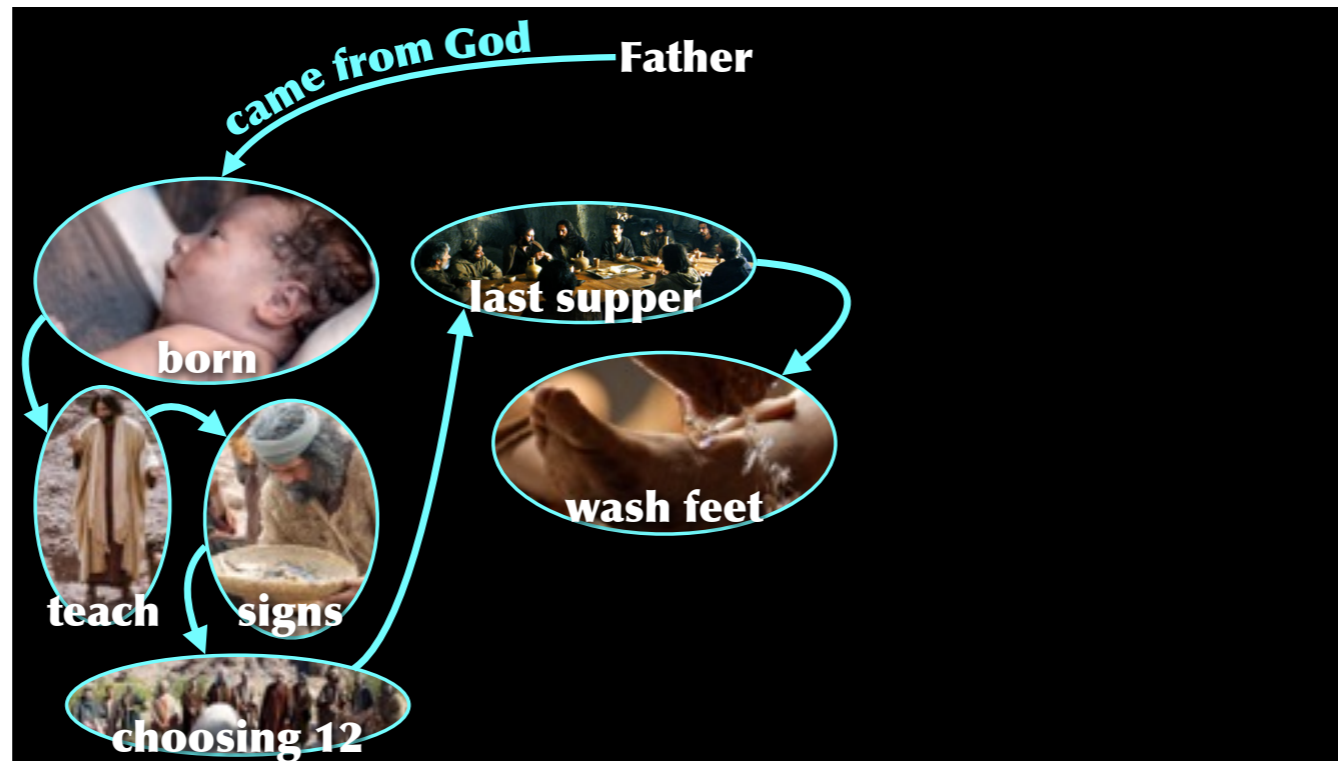 came from God
Father
born
last supper
wash feet
teach
signs
choosing 12